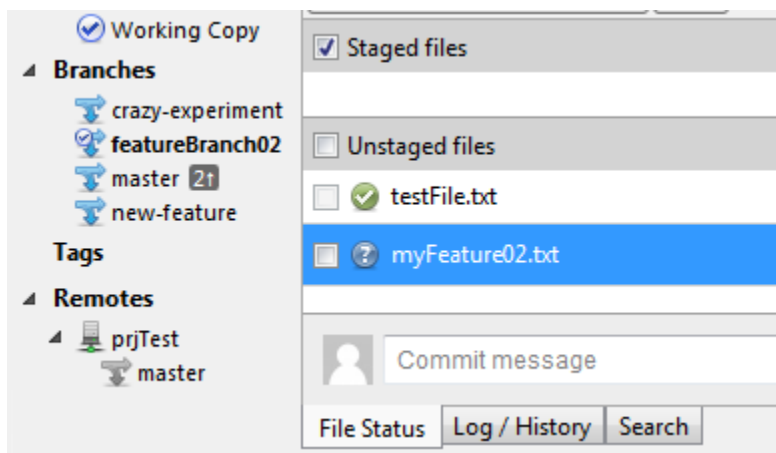 Working Copy
Branches
crazy-experiment
featureBranch02
master 2↑
new-feature
Tags
Remotes
prjTest
master
Staged files
Unstaged files
testFile.txt
myFeature02.txt
Commit message
File Status Log / History Search